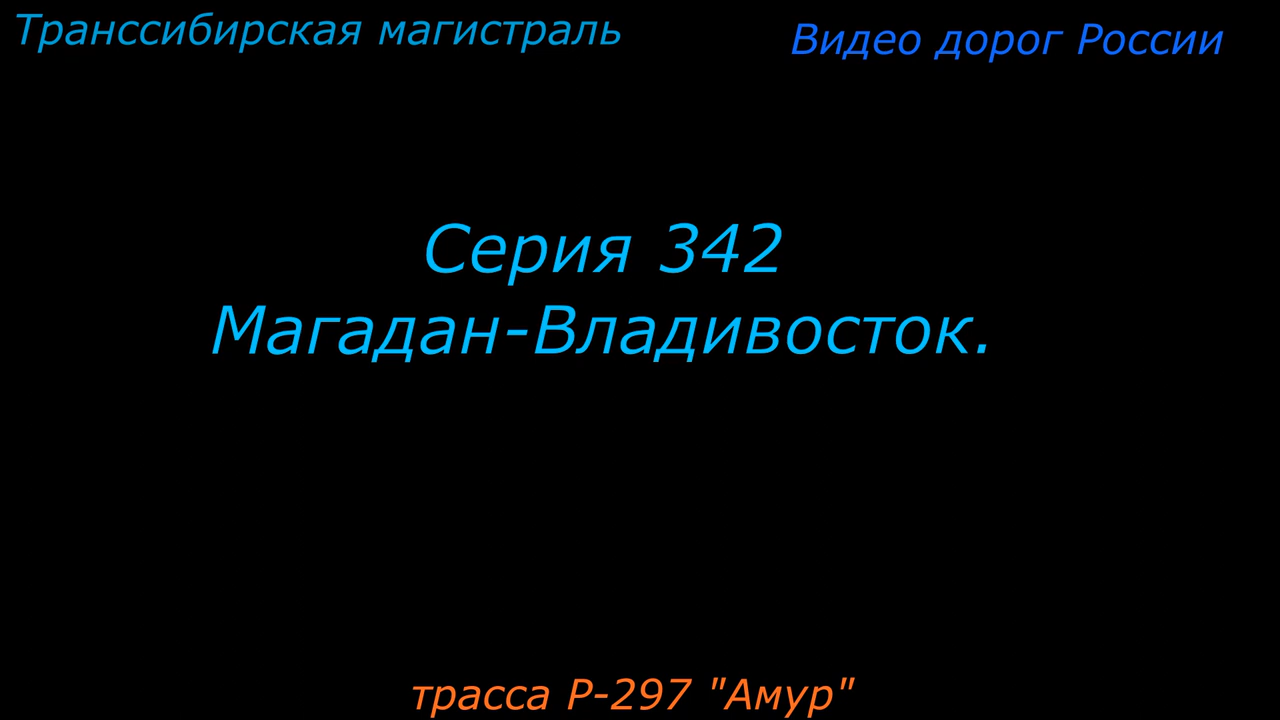 Транссибирская магистраль
Видео дорог России
Серия 342
Магадан-Владивосток.
трасса Р-297 "Амур"